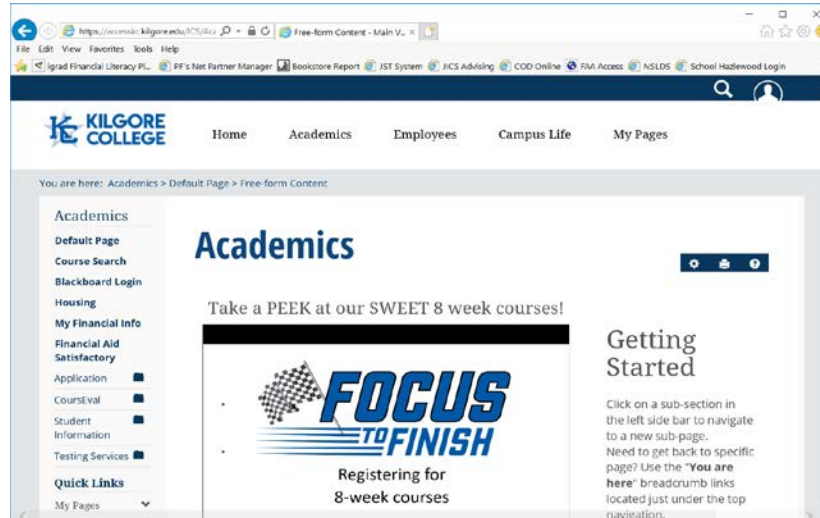 https://accesskc.kilgore.edu/ICS/Aca
Free-form Content - Main V...
File Edit View Favorites Tools Help
igrad Financial Literacy Pl... PF's Net Partner Manager Bookstore Report JST System JICS Advising COD Online FAA Access NSLDS School Hazlewood Login
KILGORE
COLLEGE
Home Academics Employees Campus Life My Pages
You are here: Academics > Default Page > Free-form Content
Academics
Default Page
Course Search
Blackboard Login
Housing
My Financial Info
Financial Aid
Satisfactory
Application
CoursEval
Student
Information
Testing Services
Quick Links
My Pages
Academics
Take a PEEK at our SWEET 8 week courses!
FOCUS
TO FINISH
Registering for
8-week courses
Getting
Started
Click on a sub-section in
the left side bar to navigate
to a new sub-page.
Need to get back to specific
page? Use the "You are
here" breadcrumb links
located just under the top
navigation.